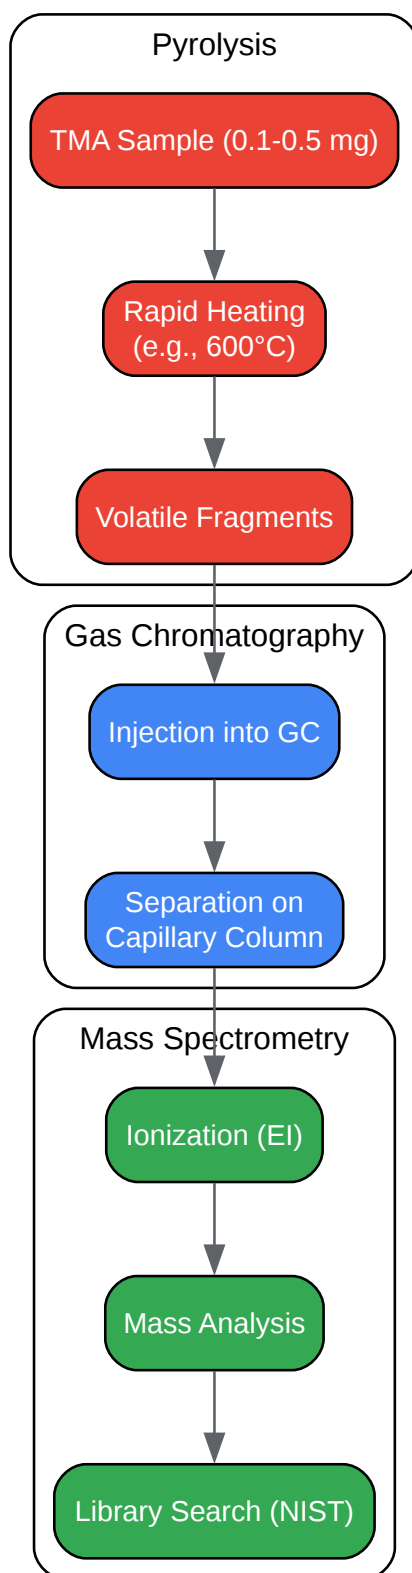 Pyrolysis
TMA Sample (0.1-0.5 mg)
Rapid Heating
(e.g., 600°C)
Volatile Fragments
Gas Chromatography
Injection into GC
Separation on
Capillary Column
Mass Spectrometry
Ionization (EI)
Mass Analysis
Library Search (NIST)